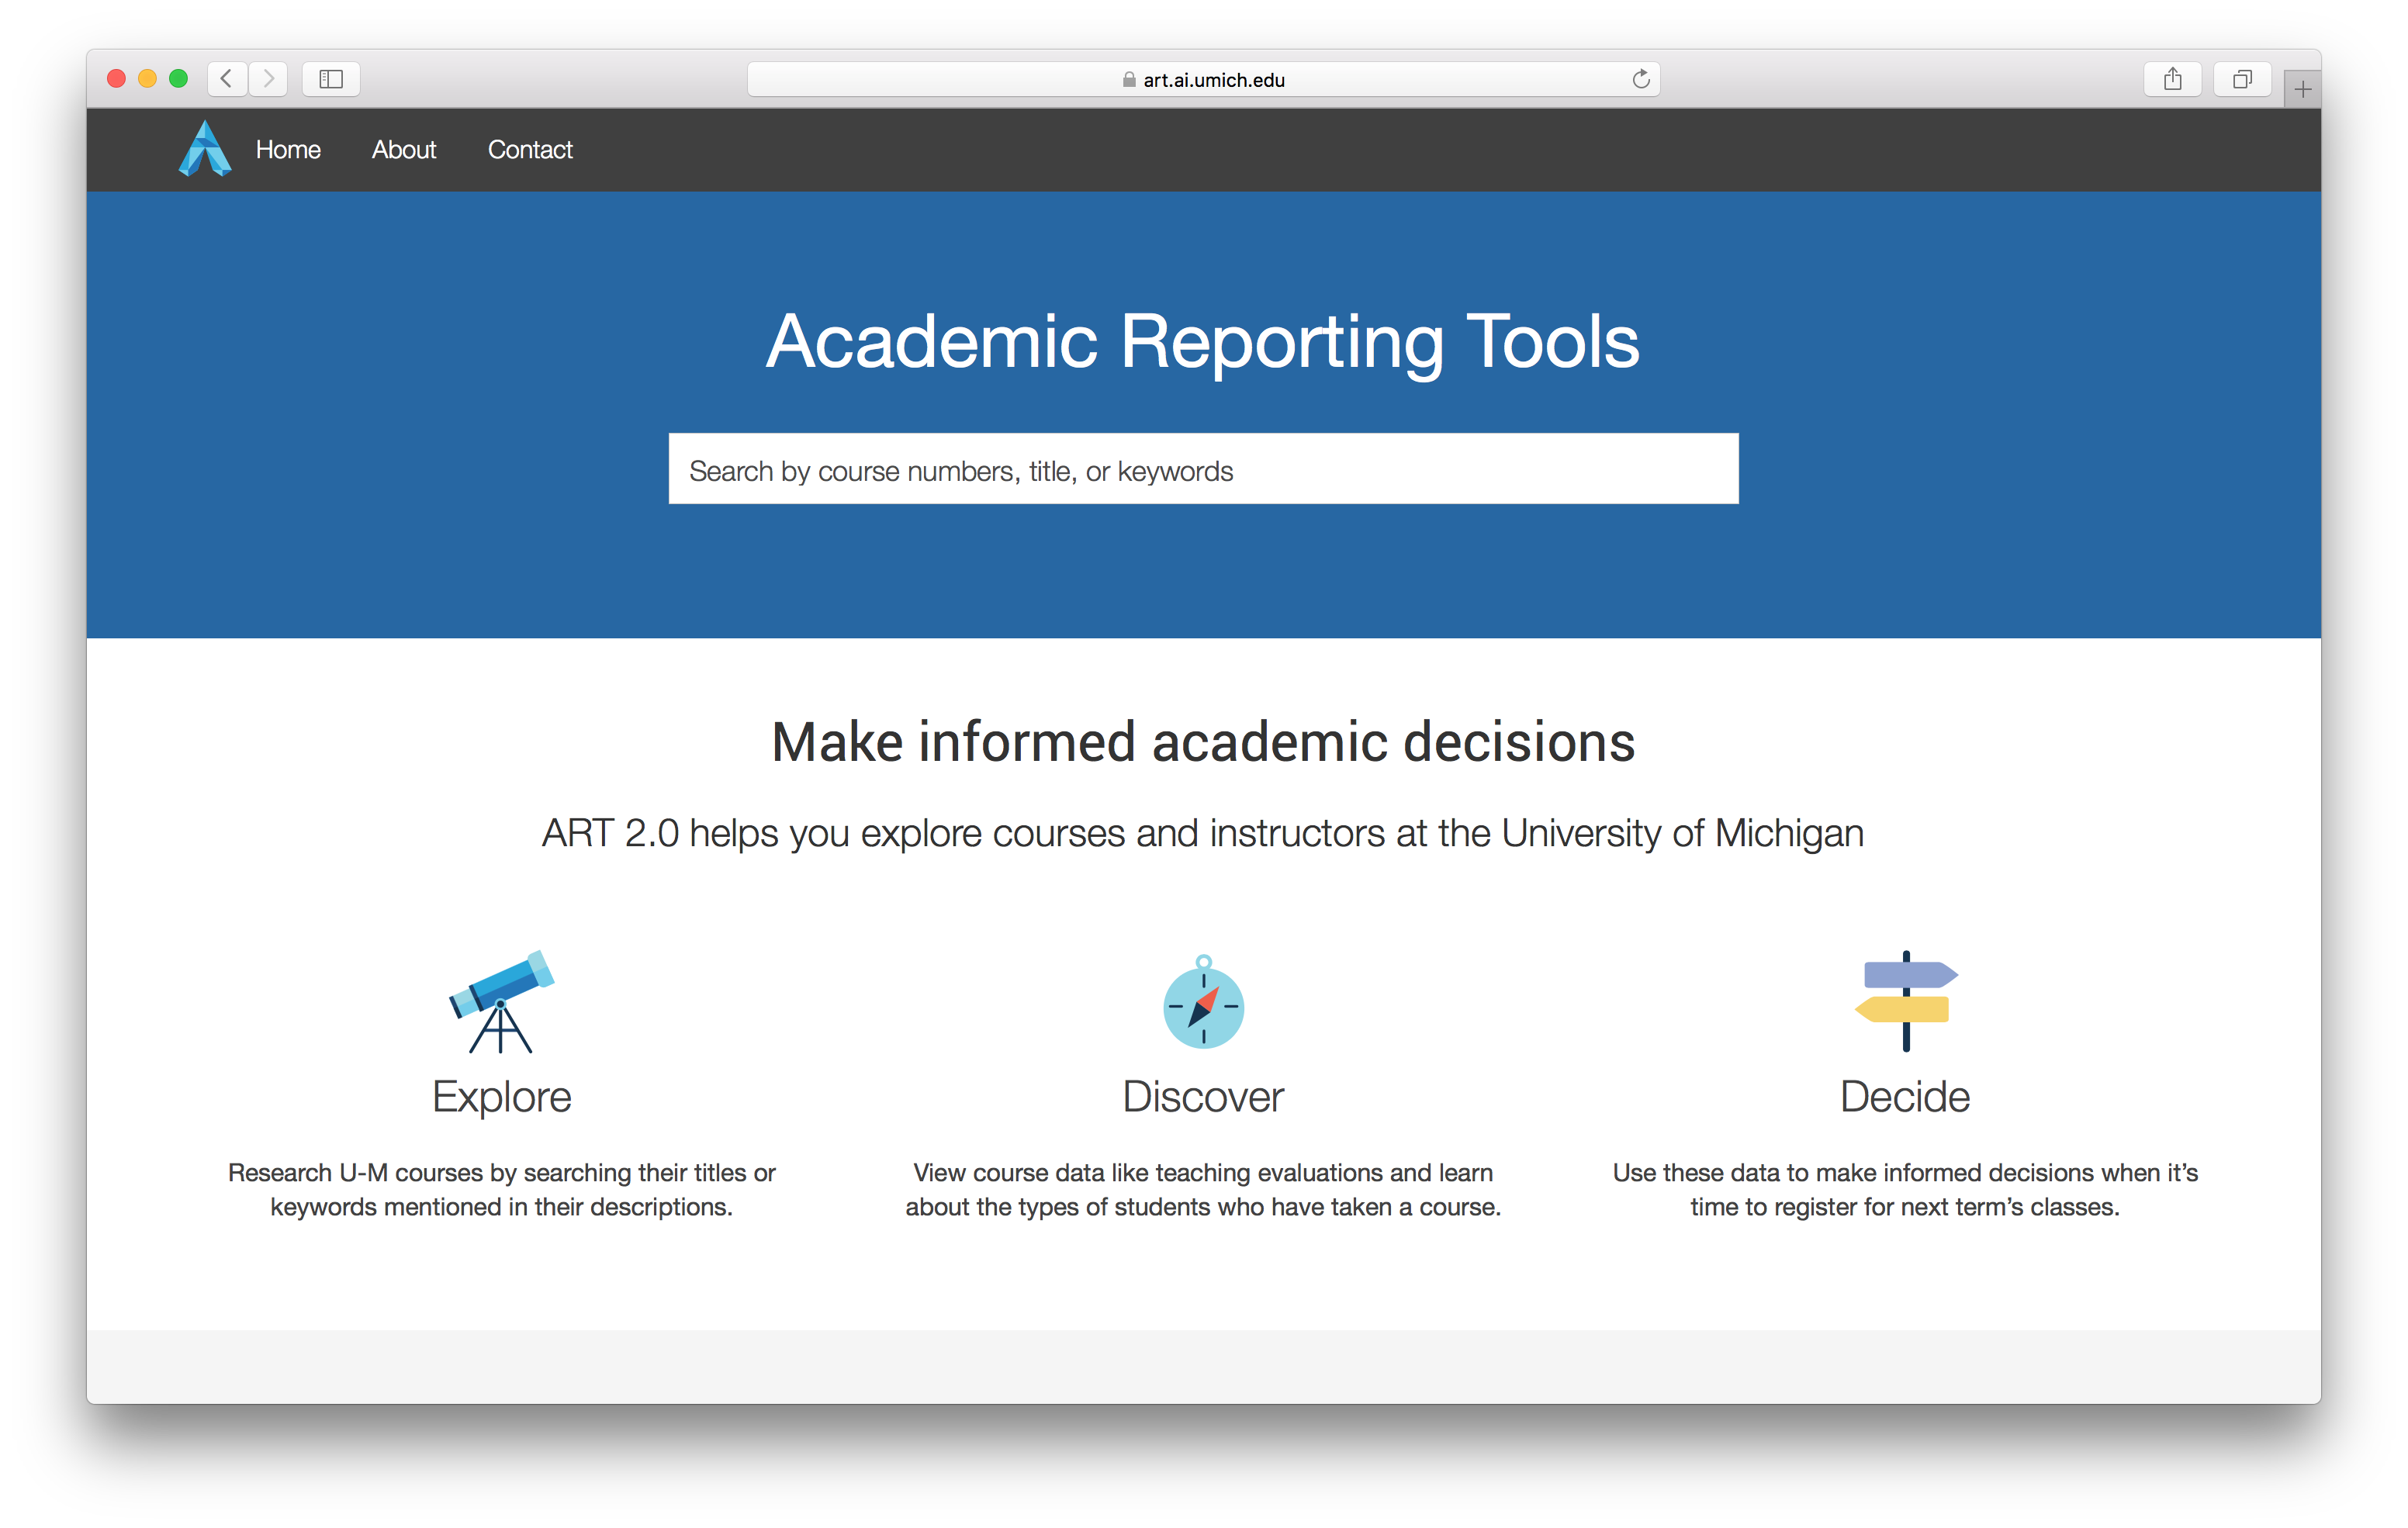 art.ai.umich.edu
Home About Contact
Academic Reporting Tools
Search by course numbers, title, or keywords
Make informed academic decisions
ART 2.0 helps you explore courses and instructors at the University of Michigan
Explore
Research U-M courses by searching their titles or
keywords mentioned in their descriptions.
Discover
View course data like teaching evaluations and learn
about the types of students who have taken a course.
Decide
Use these data to make informed decisions when it’s
time to register for next term’s classes.